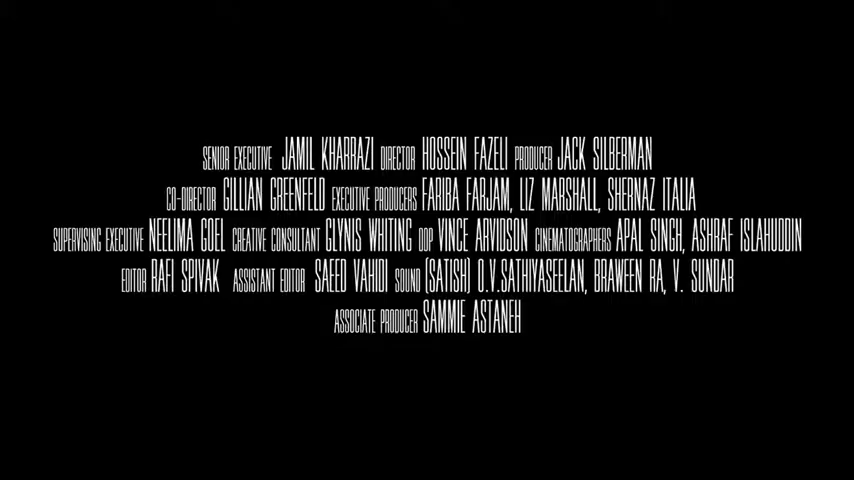 SENIOR EXECUTIVE JAMIL KHARRAZI DIRECTOR HOSSEIN FAZELI PRODUCER JACK SILBERMAN
CO-DIRECTOR GILLIAN GREENFELD EXECUTIVE PRODUCERS FARIBA FARJAM, LIZ MARSHALL, SHERNAZ ITALIA
SUPERVISING EXECUTIVE NEELIMA GOEL CREATIVE CONSULTANT GLYNIS WHITING DOP VINCE ARVIDSON CINEMATOGRAPHERS APAL SINGH, ASHRAF ISLAHUDDIN
EDITOR RAFI SPIVAK ASSISTANT EDITOR SAEED VAHIDI SOUND (SATISH) O.V.SATHIYASEELAN, BRAWEEN RA, V. SUNDAR
ASSOCIATE PRODUCER SAMMIE ASTANEH